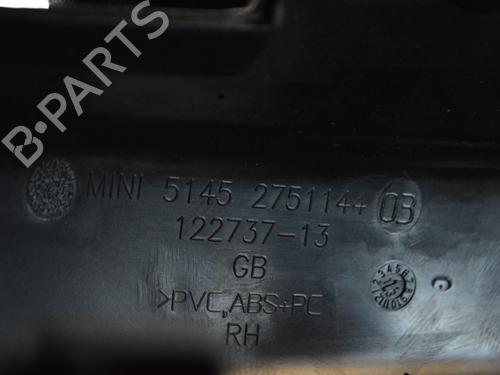 B-PARTS
MINI 5145 2751144 03
122737-13
GB
>PVC,ABS+PC
RH